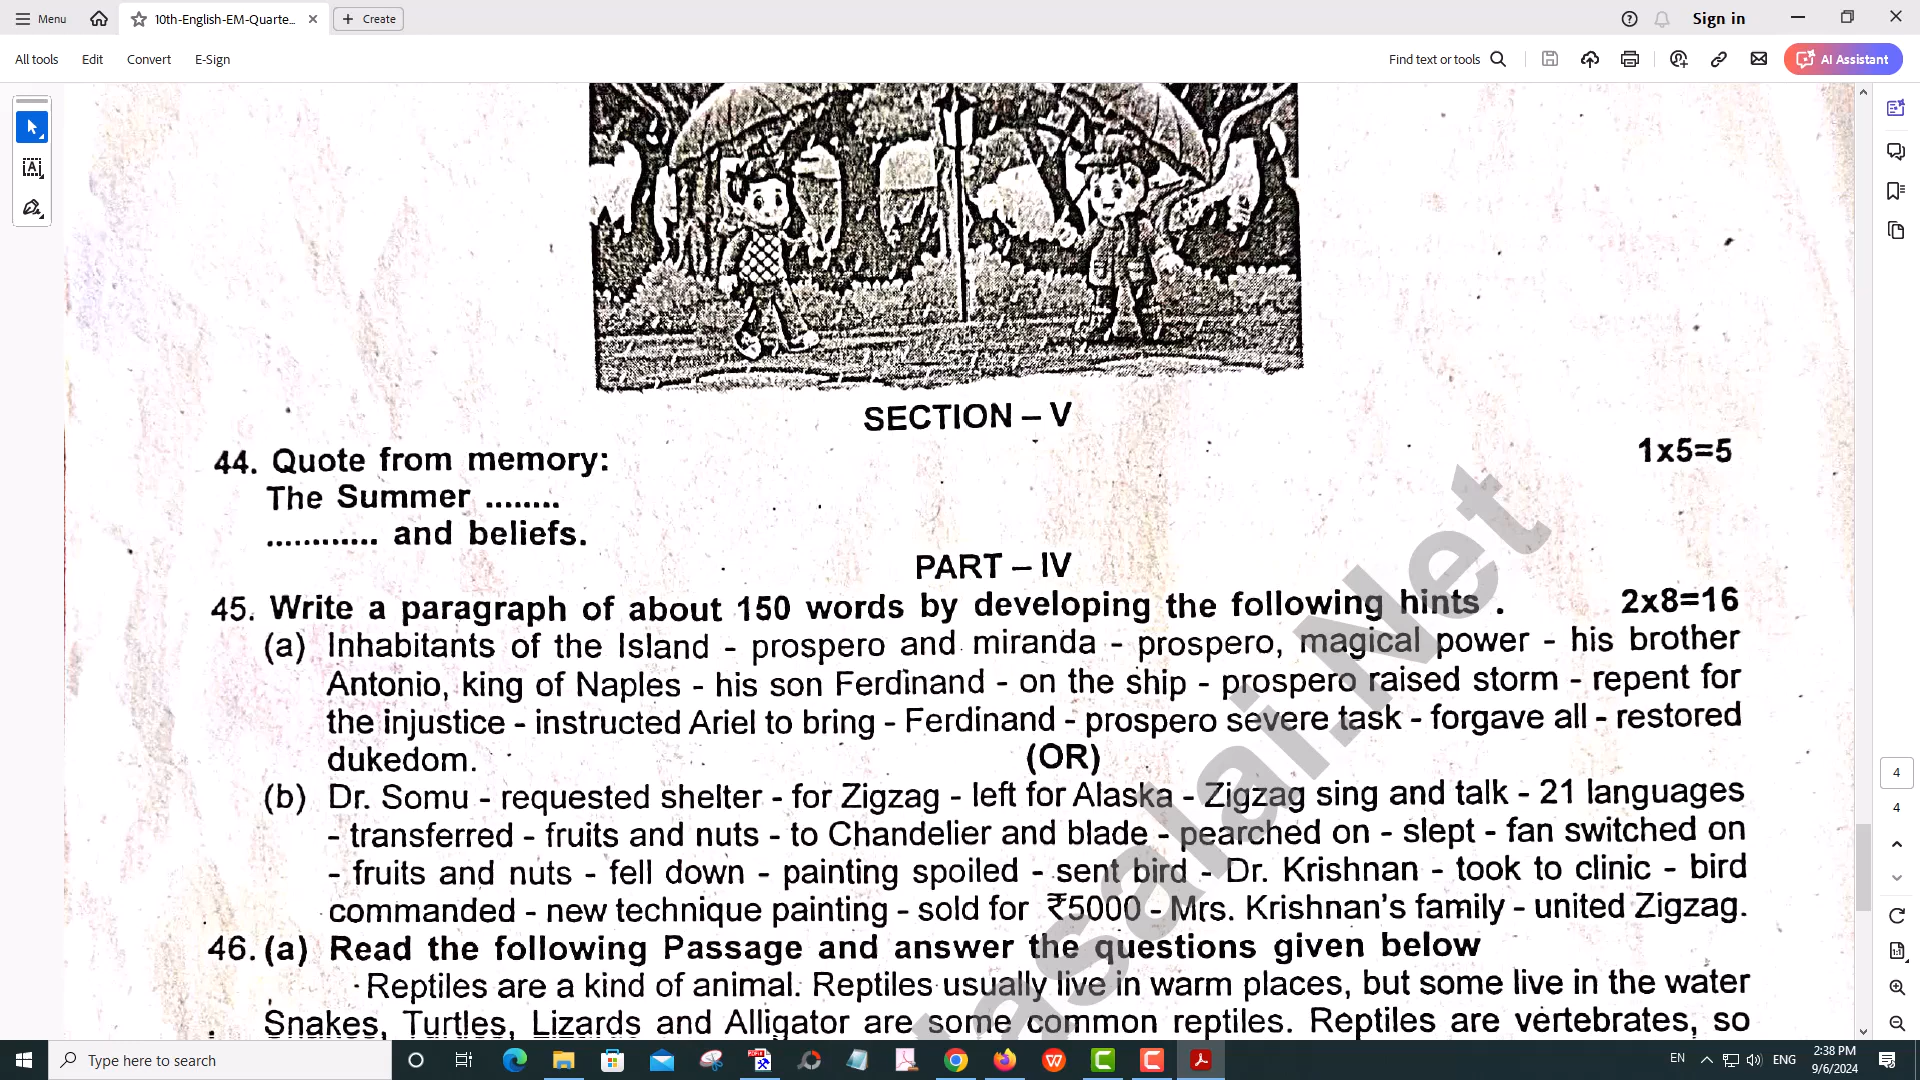 Menu
10th-English-EM-Quarte...
Create
Sign in
All tools
Edit
Convert
E-Sign
Find text or tools
AI Assistant
SECTION – V
44. Quote from memory: 1x5=5
The Summer ........
............ and beliefs.
PART – IV
45. Write a paragraph of about 150 words by developing the following hints . 2x8=16
(a) Inhabitants of the Island - prospero and miranda - prospero, magical power - his brother
Antonio, king of Naples - his son Ferdinand - on the ship - prospero raised storm - repent for
the injustice - instructed Ariel to bring - Ferdinand - prospero severe task - forgave all - restored
dukedom. (OR)
(b) Dr. Somu - requested shelter - for Zigzag - left for Alaska - Zigzag sing and talk - 21 languages
- transferred - fruits and nuts - to Chandelier and blade - pearched on - slept - fan switched on
- fruits and nuts - fell down - painting spoiled - sent bird - Dr. Krishnan - took to clinic - bird
commanded - new technique painting - sold for ₹5000 - Mrs. Krishnan's family - united Zigzag.
46. (a) Read the following Passage and answer the questions given below
Reptiles are a kind of animal. Reptiles usually live in warm places, but some live in the water
Snakes, Turtles, Lizards and Alligator are some common reptiles. Reptiles are vertebrates, so
asalai.Net
4
4
Type here to search
EN
ENG
2:38 PM
9/6/2024